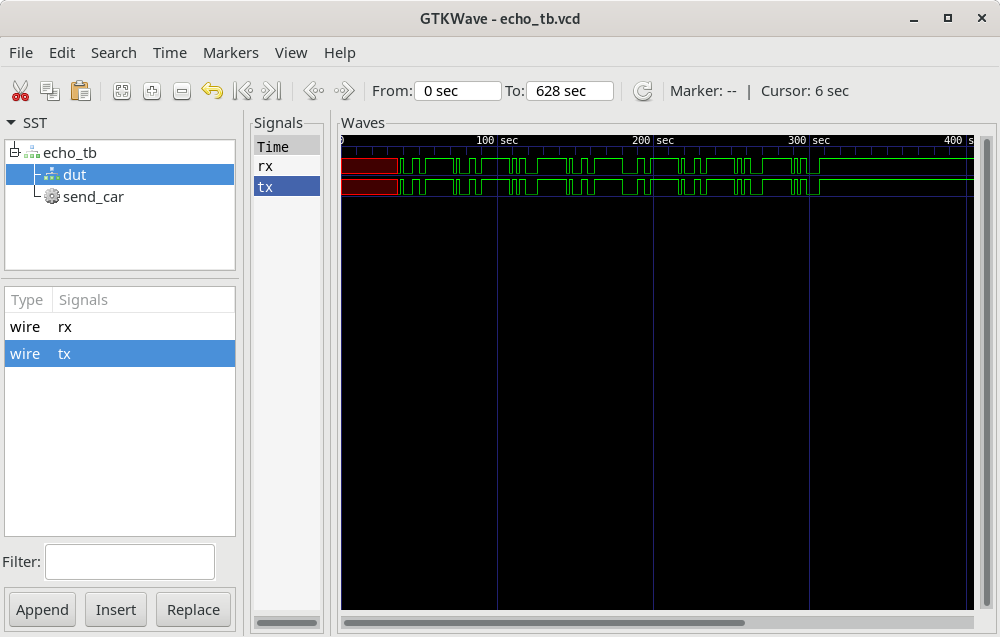 GTKWave - echo_tb.vcd
File Edit Search Time Markers View Help
From: 0 sec To: 628 sec Marker: -- | Cursor: 6 sec
SST
echo_tb
dut
send_car
Type Signals
wire rx
wire tx
Filter:
Append Insert Replace
Signals
Time
rx
tx
Waves
0 100 sec 200 sec 300 sec 400 s